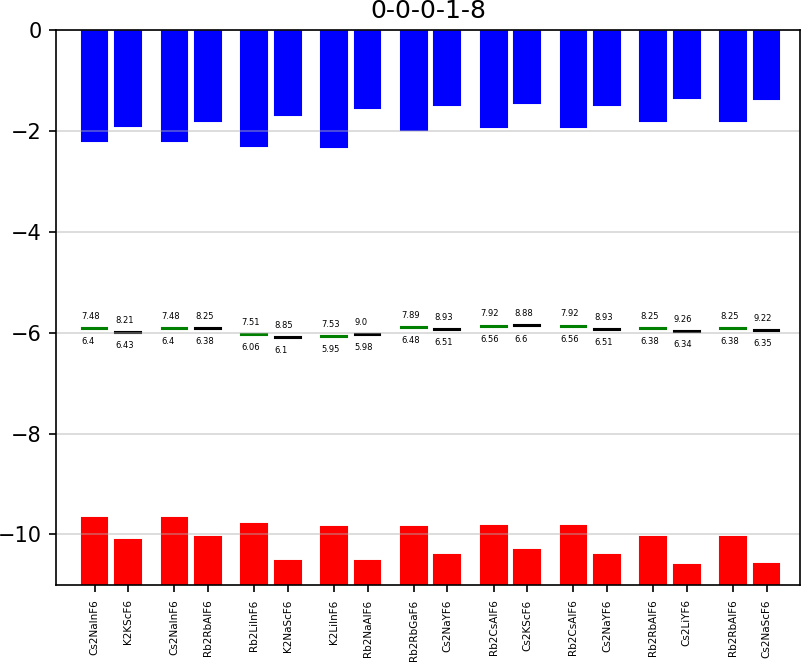 0-0-0-1-8
0
−2
−4
−6
−8
−10
7.48 8.21 7.48 8.25 7.51 8.85 7.53 9.0 7.89 8.93 7.92 8.88 7.92 8.93 8.25 9.26 8.25 9.22
6.4 6.43 6.4 6.38 6.06 6.1 5.95 5.98 6.48 6.51 6.56 6.6 6.56 6.51 6.38 6.34 6.38 6.35
Cs2NaInF6
K2KScF6
Cs2NaInF6
Rb2RbAlF6
Rb2LiInF6
K2NaScF6
K2LiInF6
Rb2NaAlF6
Rb2RbGaF6
Cs2NaYF6
Rb2CsAlF6
Cs2KScF6
Rb2CsAlF6
Cs2NaYF6
Rb2RbAlF6
Cs2LiYF6
Rb2RbAlF6
Cs2NaScF6